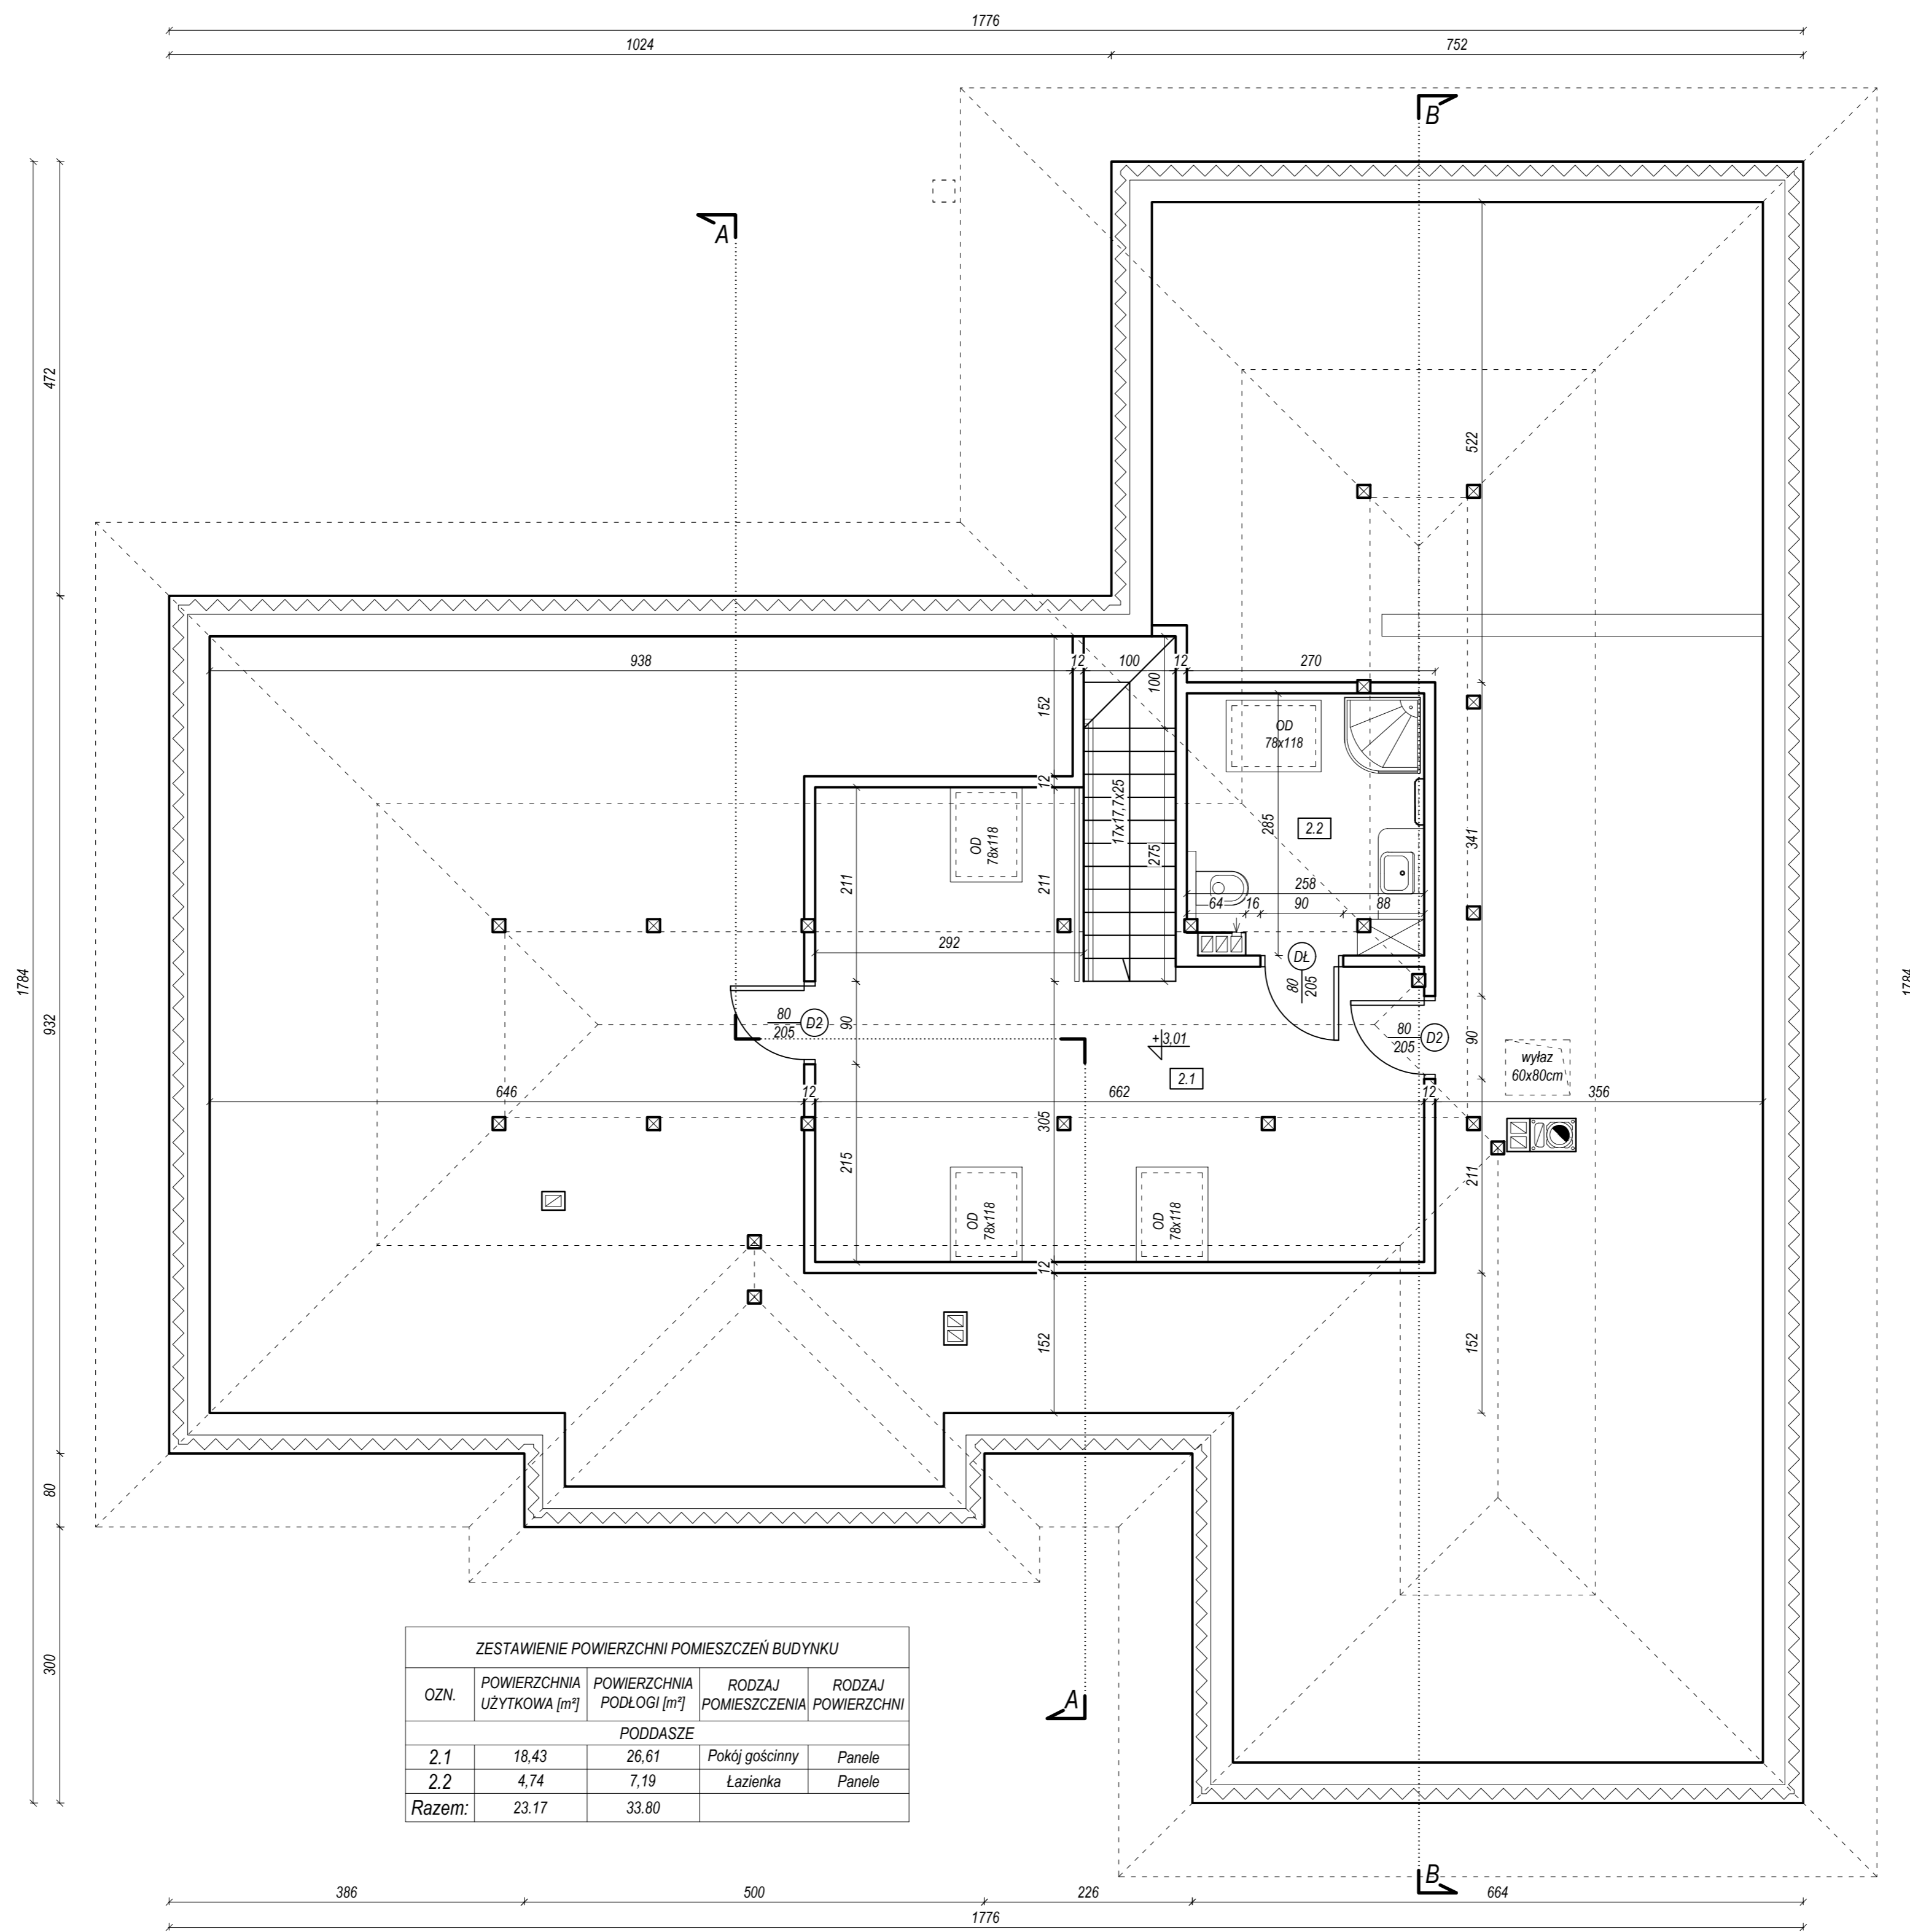 1776
1024
752
B
A
472
522
938
12
100
12
270
152
100
OD
78x118
12
17x17,7x25
285
2.2
341
OD
78x118
211
211
275
258
64
16
90
88
292
DŁ
80
205
1784
932
90
80
205
D2
+3,01
80
205
D2
90
wyłaz
60x80cm
1784
2.1
646
12
662
12
356
305
215
211
OD
78x118
OD
78x118
12
152
152
80
300
ZESTAWIENIE POWIERZCHNI POMIESZCZEŃ BUDYNKU
OZN. POWIERZCHNIA UŻYTKOWA [m²] POWIERZCHNIA PODŁOGI [m²] RODZAJ POMIESZCZENIA RODZAJ POWIERZCHNI
PODDASZE
2.1 18,43 26,61 Pokój gościnny Panele
2.2 4,74 7,19 Łazienka Panele
Razem: 23.17 33.80
A
B
386
500
226
664
1776